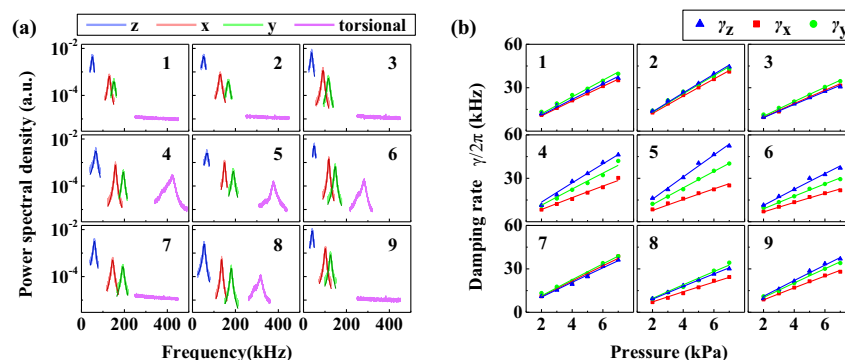 (a)
z x y torsional
Power spectral density (a.u.)
10⁻²
10⁻⁴
10⁻²
10⁻⁴
10⁻²
10⁻⁴
1 2 3
4 5 6
7 8 9
0 200 400 0 200 400 0 200 400
Frequency(kHz)
(b)
γz γx γy
Damping rate γ/2π (kHz)
60
30
60
30
60
30
0
1 2 3
4 5 6
7 8 9
2 4 6 2 4 6 2 4 6
Pressure (kPa)